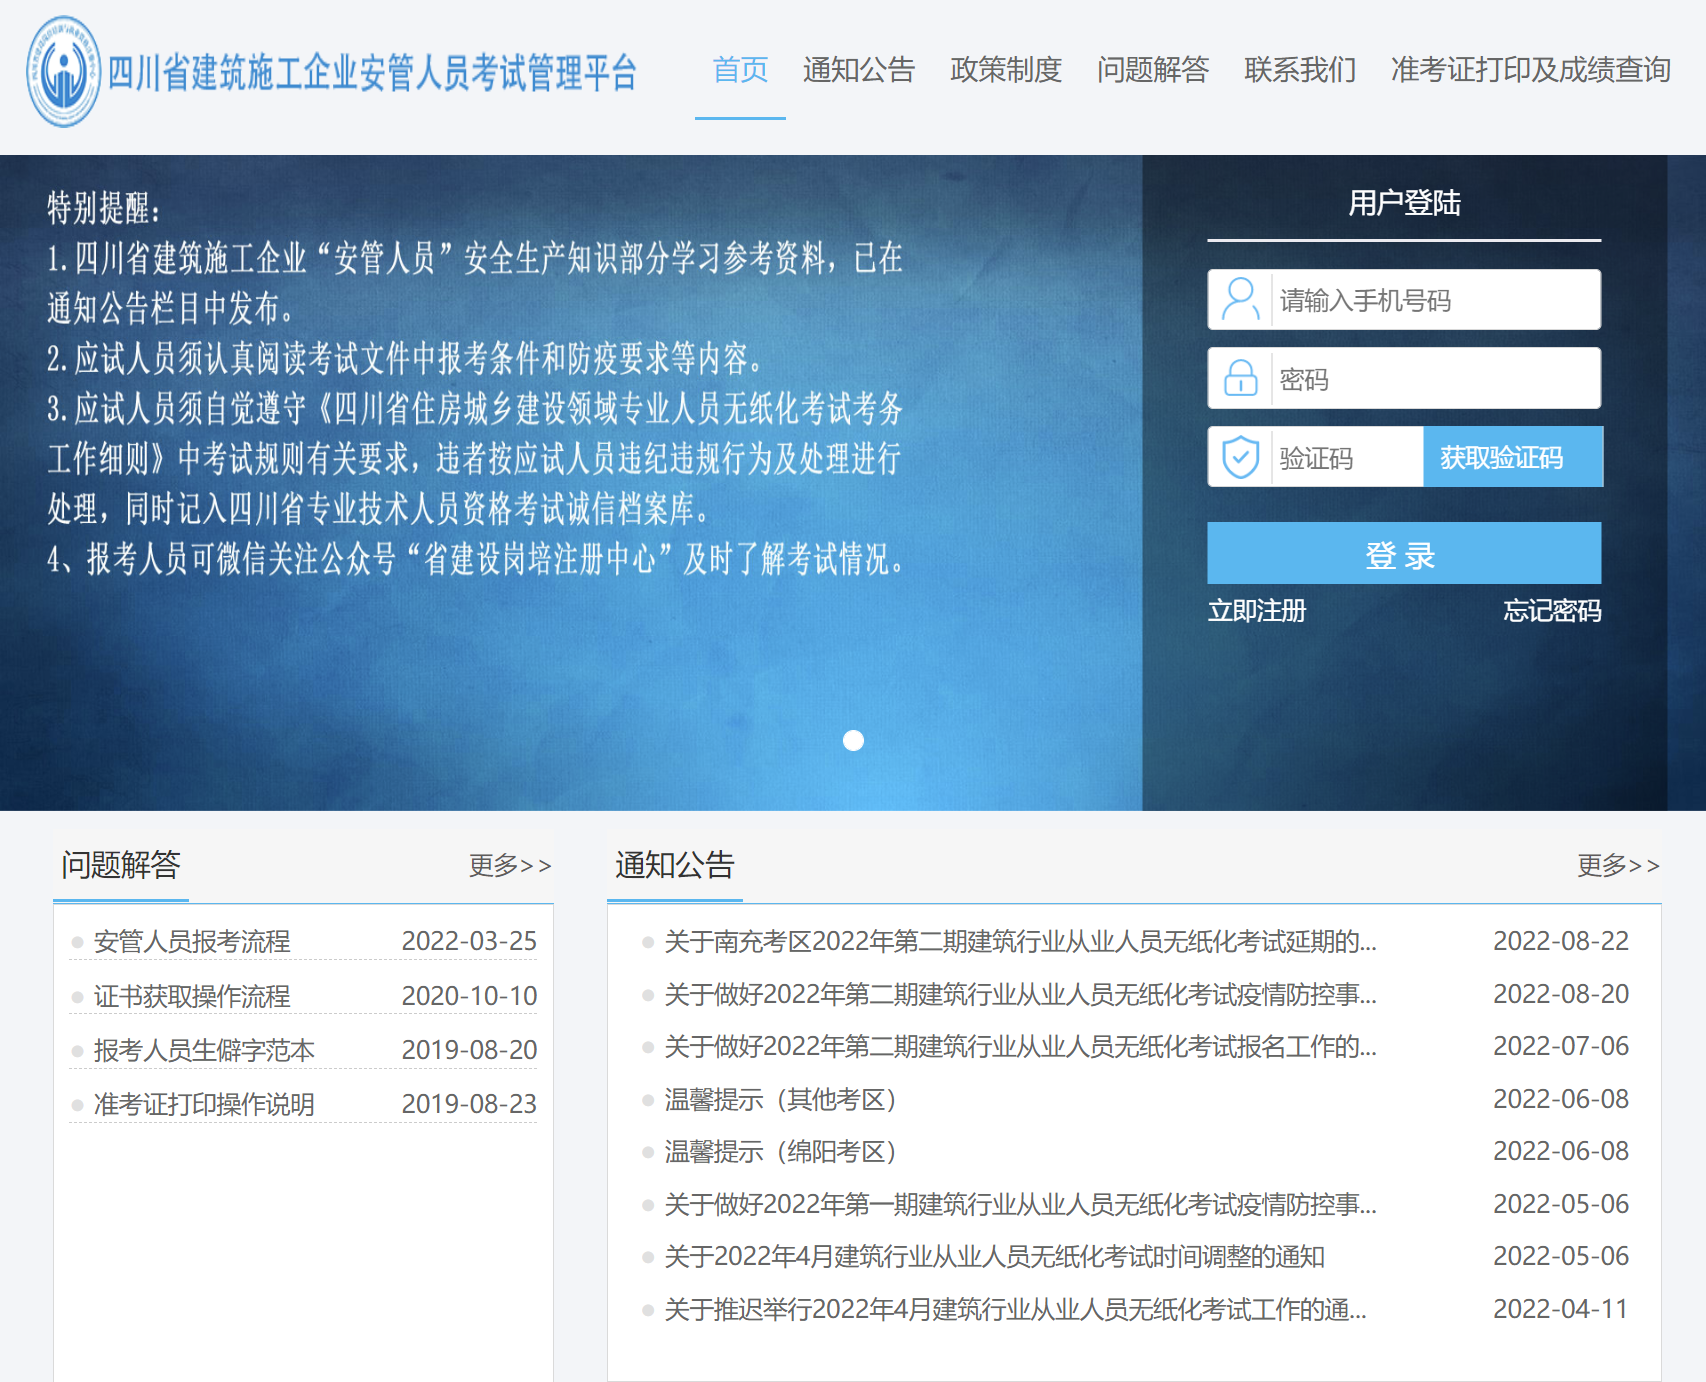 四川省建筑施工企业安管人员考试管理平台
首页 通知公告 政策制度 问题解答 联系我们 准考证打印及成绩查询
特别提醒：
1.四川省建筑施工企业“安管人员”安全生产知识部分学习参考资料，已在
通知公告栏目中发布。
2.应试人员须认真阅读考试文件中报考条件和防疫要求等内容。
3.应试人员须自觉遵守《四川省住房城乡建设领域专业人员无纸化考试考务
工作细则》中考试规则有关要求，违者按应试人员违纪违规行为及处理进行
处理，同时记入四川省专业技术人员资格考试诚信档案库。
4、报考人员可微信关注公众号“省建设岗培注册中心”及时了解考试情况。
用户登陆
请输入手机号码
密码
验证码 获取验证码
登 录
立即注册 忘记密码
问题解答 更多>>
安管人员报考流程 2022-03-25
证书获取操作流程 2020-10-10
报考人员生僻字范本 2019-08-20
准考证打印操作说明 2019-08-23
通知公告 更多>>
关于南充考区2022年第二期建筑行业从业人员无纸化考试延期的... 2022-08-22
关于做好2022年第二期建筑行业从业人员无纸化考试疫情防控事... 2022-08-20
关于做好2022年第二期建筑行业从业人员无纸化考试报名工作的... 2022-07-06
温馨提示（其他考区） 2022-06-08
温馨提示（绵阳考区） 2022-06-08
关于做好2022年第一期建筑行业从业人员无纸化考试疫情防控事... 2022-05-06
关于2022年4月建筑行业从业人员无纸化考试时间调整的通知 2022-05-06
关于推迟举行2022年4月建筑行业从业人员无纸化考试工作的通... 2022-04-11